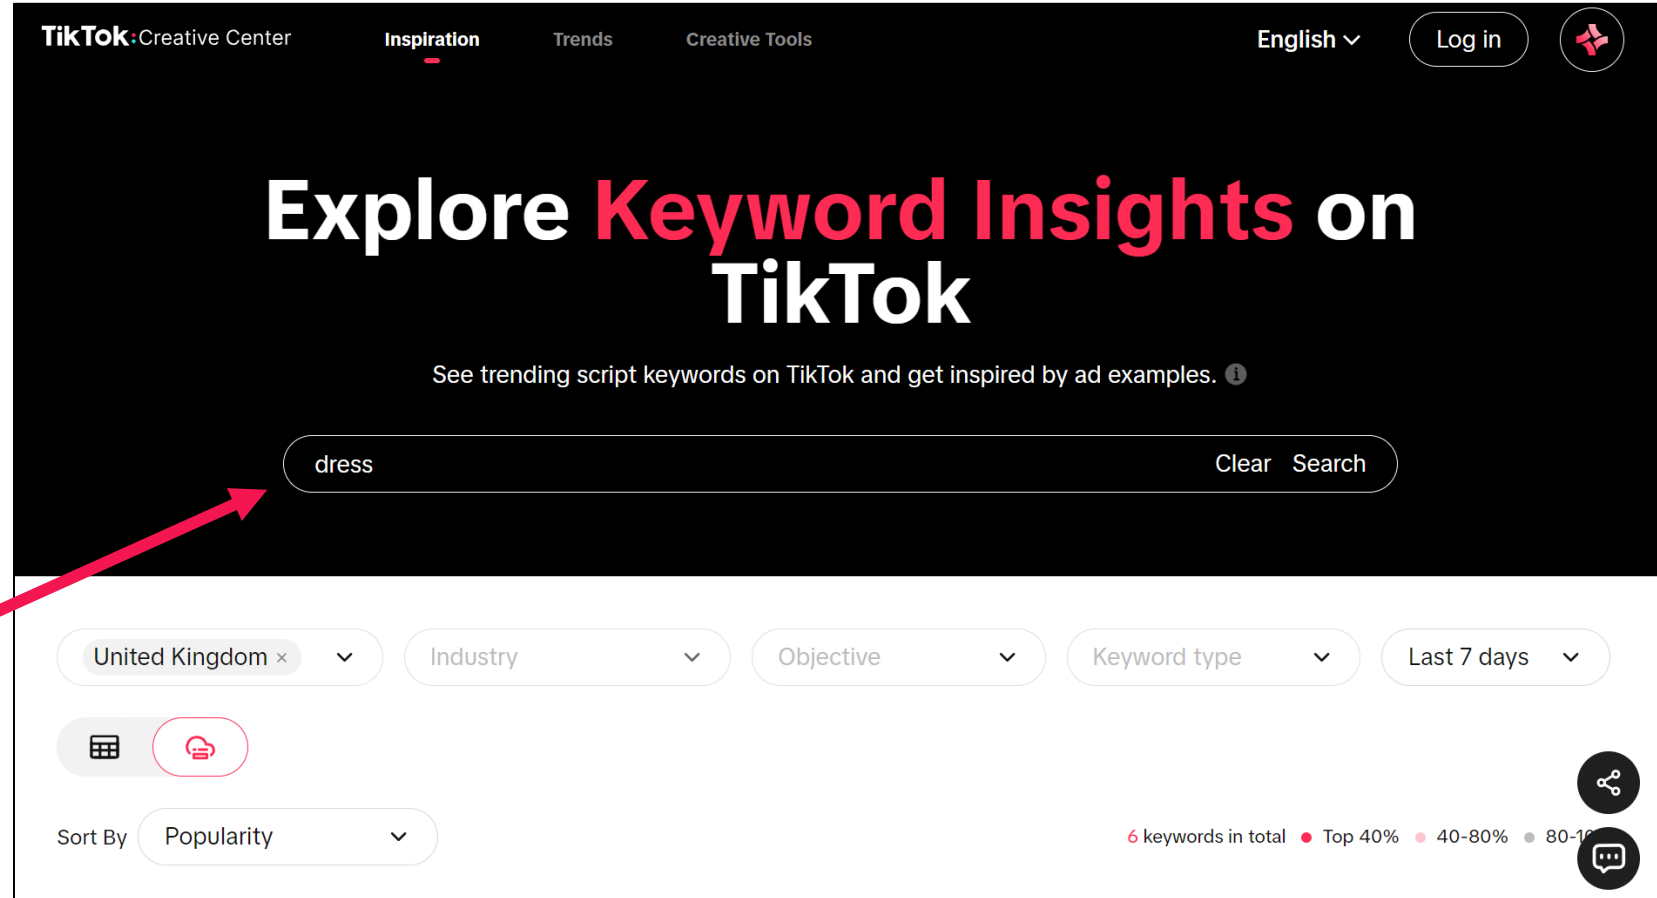 TikTok:Creative Center Inspiration Trends Creative Tools English Log in
Explore Keyword Insights on
TikTok
See trending script keywords on TikTok and get inspired by ad examples.
dress Clear Search
United Kingdom × Industry Objective Keyword type Last 7 days
Sort By Popularity 6 keywords in total Top 40% 40-80%